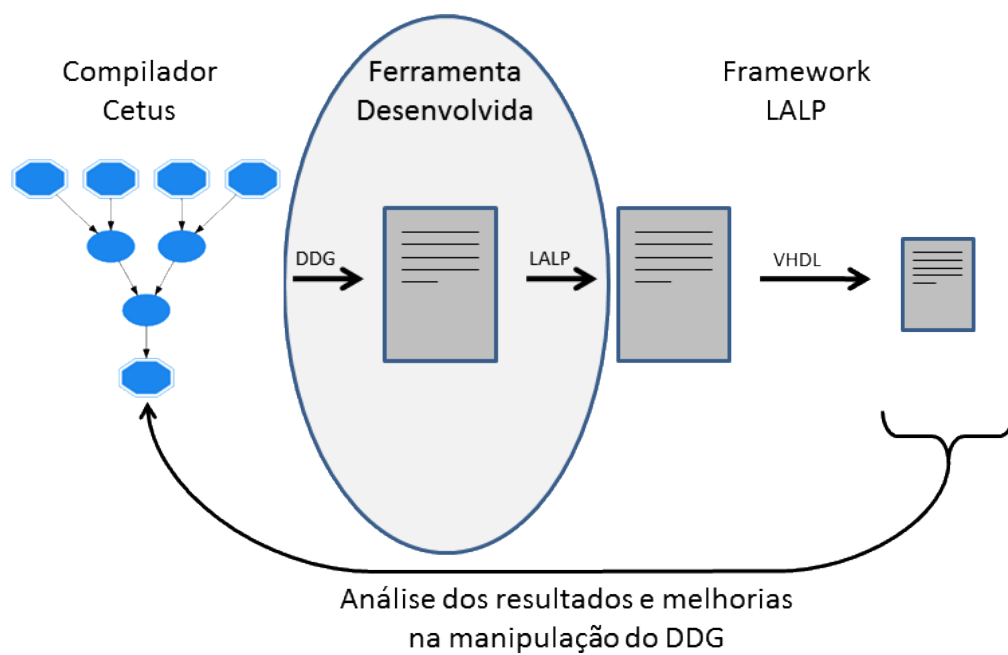 Compilador
Cetus
Ferramenta
Desenvolvida
Framework
LALP
DDG
LALP
VHDL
Análise dos resultados e melhorias
na manipulação do DDG